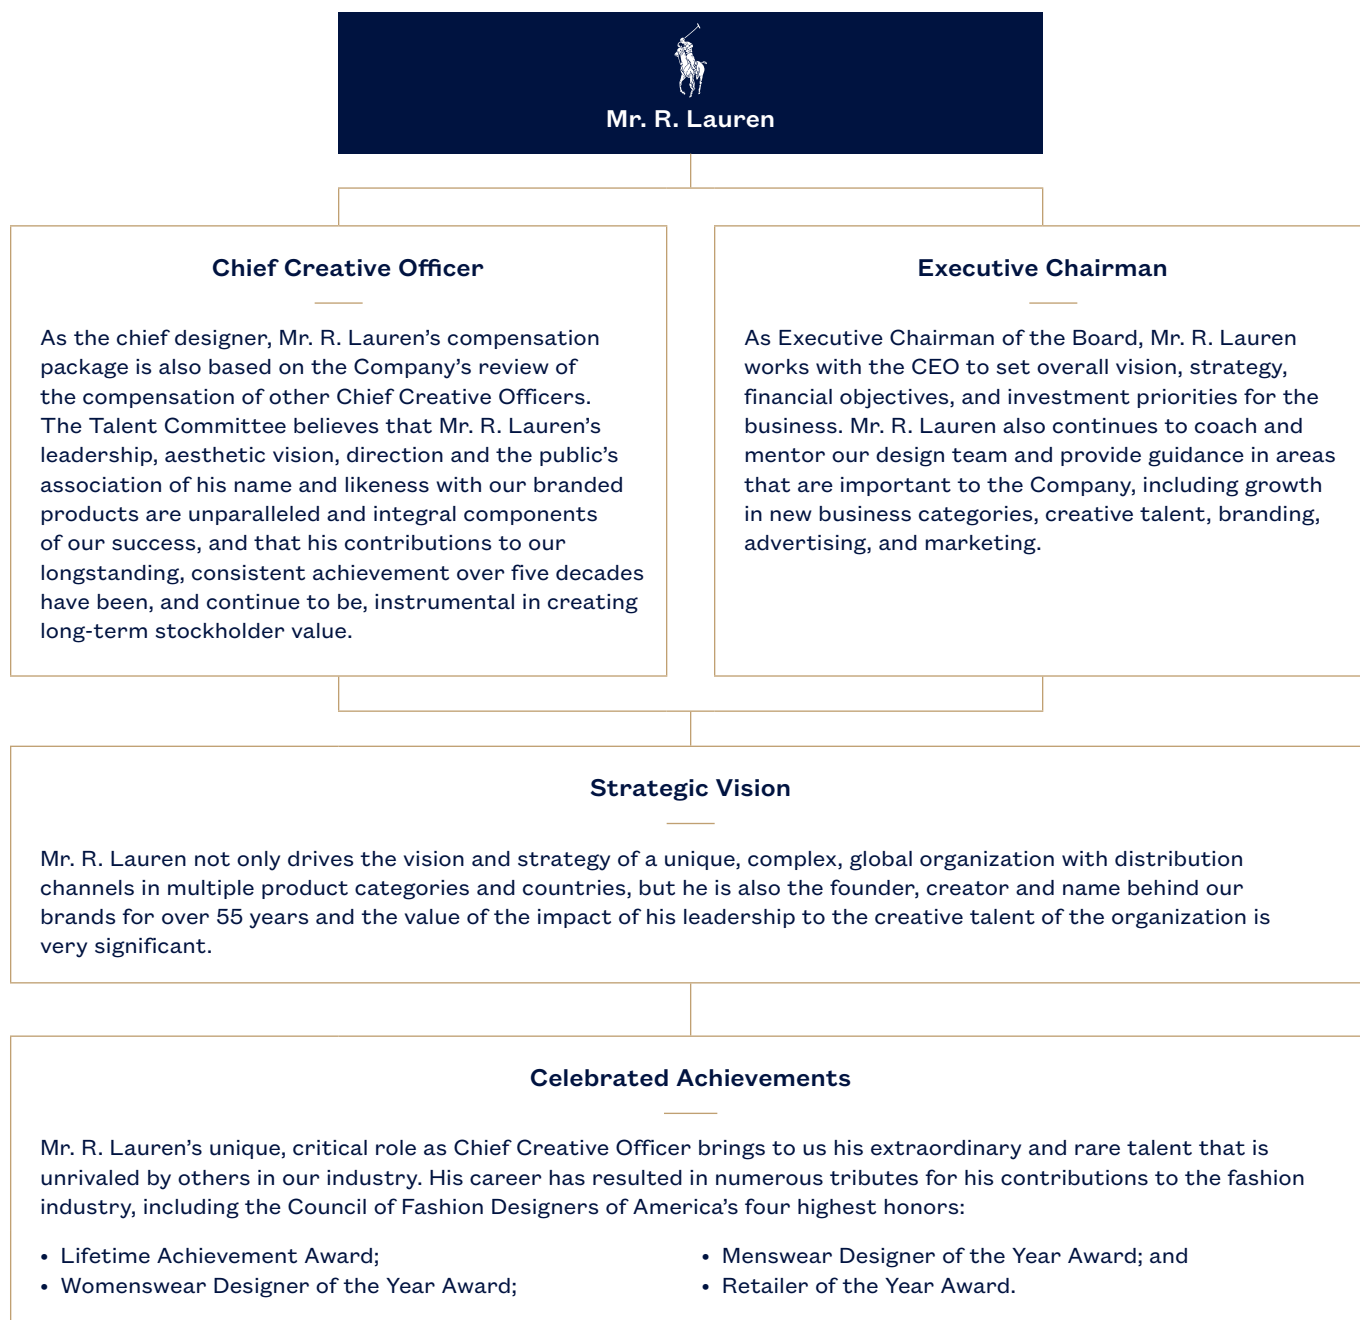 Mr. R. Lauren
Chief Creative Officer
As the chief designer, Mr. R. Lauren’s compensation
package is also based on the Company’s review of
the compensation of other Chief Creative Officers.
The Talent Committee believes that Mr. R. Lauren’s
leadership, aesthetic vision, direction and the public’s
association of his name and likeness with our branded
products are unparalleled and integral components
of our success, and that his contributions to our
longstanding, consistent achievement over five decades
have been, and continue to be, instrumental in creating
long-term stockholder value.
Executive Chairman
As Executive Chairman of the Board, Mr. R. Lauren
works with the CEO to set overall vision, strategy,
financial objectives, and investment priorities for the
business. Mr. R. Lauren also continues to coach and
mentor our design team and provide guidance in areas
that are important to the Company, including growth
in new business categories, creative talent, branding,
advertising, and marketing.
Strategic Vision
Mr. R. Lauren not only drives the vision and strategy of a unique, complex, global organization with distribution
channels in multiple product categories and countries, but he is also the founder, creator and name behind our
brands for over 55 years and the value of the impact of his leadership to the creative talent of the organization is
very significant.
Celebrated Achievements
Mr. R. Lauren’s unique, critical role as Chief Creative Officer brings to us his extraordinary and rare talent that is
unrivaled by others in our industry. His career has resulted in numerous tributes for his contributions to the fashion
industry, including the Council of Fashion Designers of America’s four highest honors:
• Lifetime Achievement Award;
• Womenswear Designer of the Year Award;
• Menswear Designer of the Year Award; and
• Retailer of the Year Award.